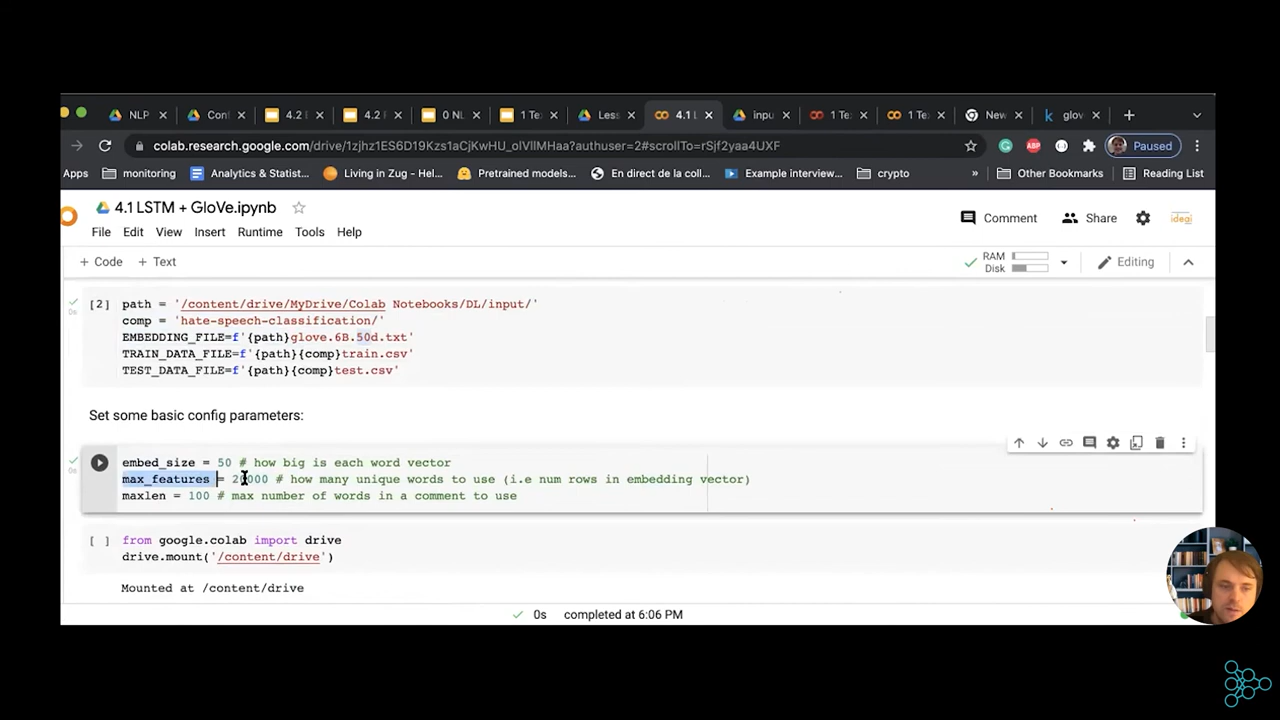 NLP
Con
4.2
4.2
0 NL
1 Te
Less
4.1 L
inpu
1 Te
1 Te
New
glov
colab.research.google.com/drive/1zjhz1ES6D19Kzs1aCjKwHU_oIVlIMHaa?authuser=2#scrollTo=rSjf2yaa4UXF
ABP
Paused
Apps
monitoring
Analytics & Statist...
Living in Zug - Hel...
Pretrained models...
En direct de la coll...
Example interview...
crypto
»
Other Bookmarks
Reading List
4.1 LSTM + GloVe.ipynb
Comment
Share
File Edit View Insert Runtime Tools Help
+ Code + Text
RAM
Disk
Editing
[2] path = '/content/drive/MyDrive/Colab Notebooks/DL/input/'
0s
comp = 'hate-speech-classification/'
EMBEDDING_FILE=f'{path}glove.6B.50d.txt'
TRAIN_DATA_FILE=f'{path}{comp}train.csv'
TEST_DATA_FILE=f'{path}{comp}test.csv'
Set some basic config parameters:
embed_size = 50 # how big is each word vector
0s
max_features = 20000 # how many unique words to use (i.e num rows in embedding vector)
maxlen = 100 # max number of words in a comment to use
[ ] from google.colab import drive
drive.mount('/content/drive')
Mounted at /content/drive
0s completed at 6:06 PM